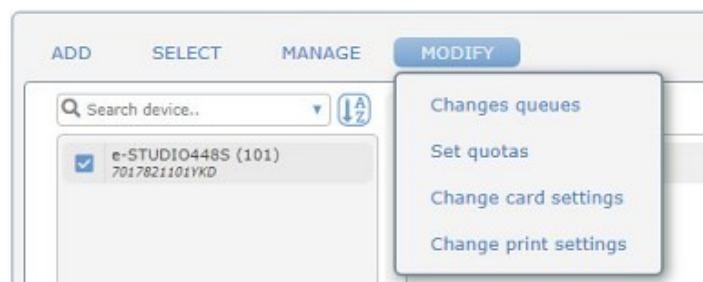 ADD SELECT MANAGE MODIFY
Search device..
e-STUDIO448S (101)
7017821101YKD
Changes queues
Set quotas
Change card settings
Change print settings